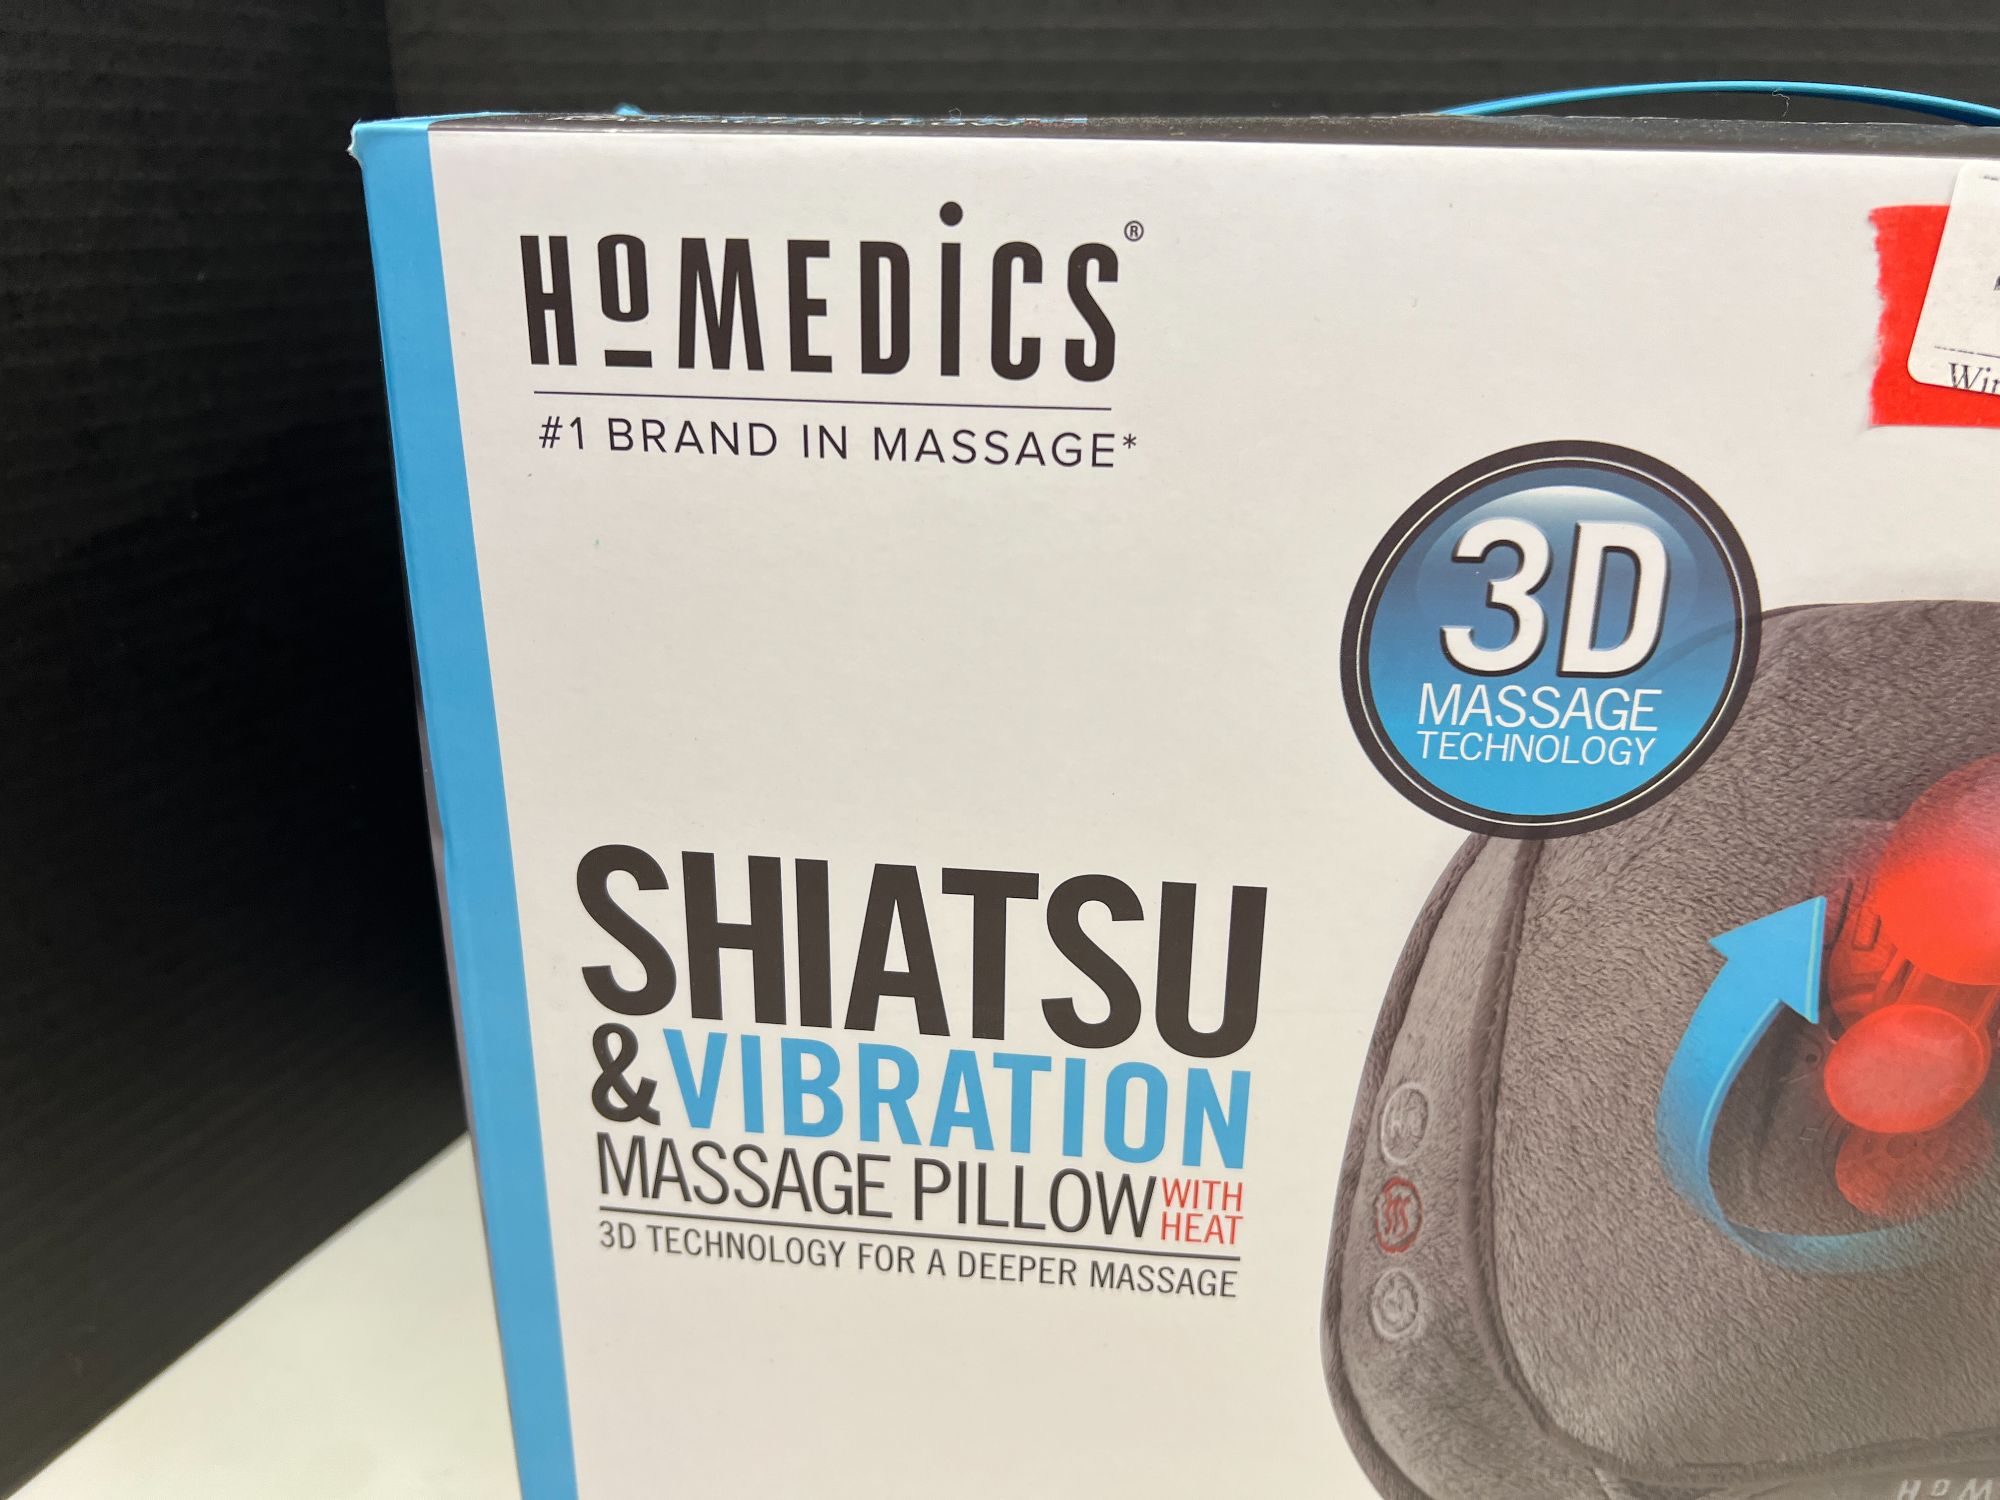 HOMEDICS®
#1 BRAND IN MASSAGE*
3D
MASSAGE
TECHNOLOGY
SHIATSU
&VIBRATION
MASSAGE PILLOW WITH HEAT
3D TECHNOLOGY FOR A DEEPER MASSAGE